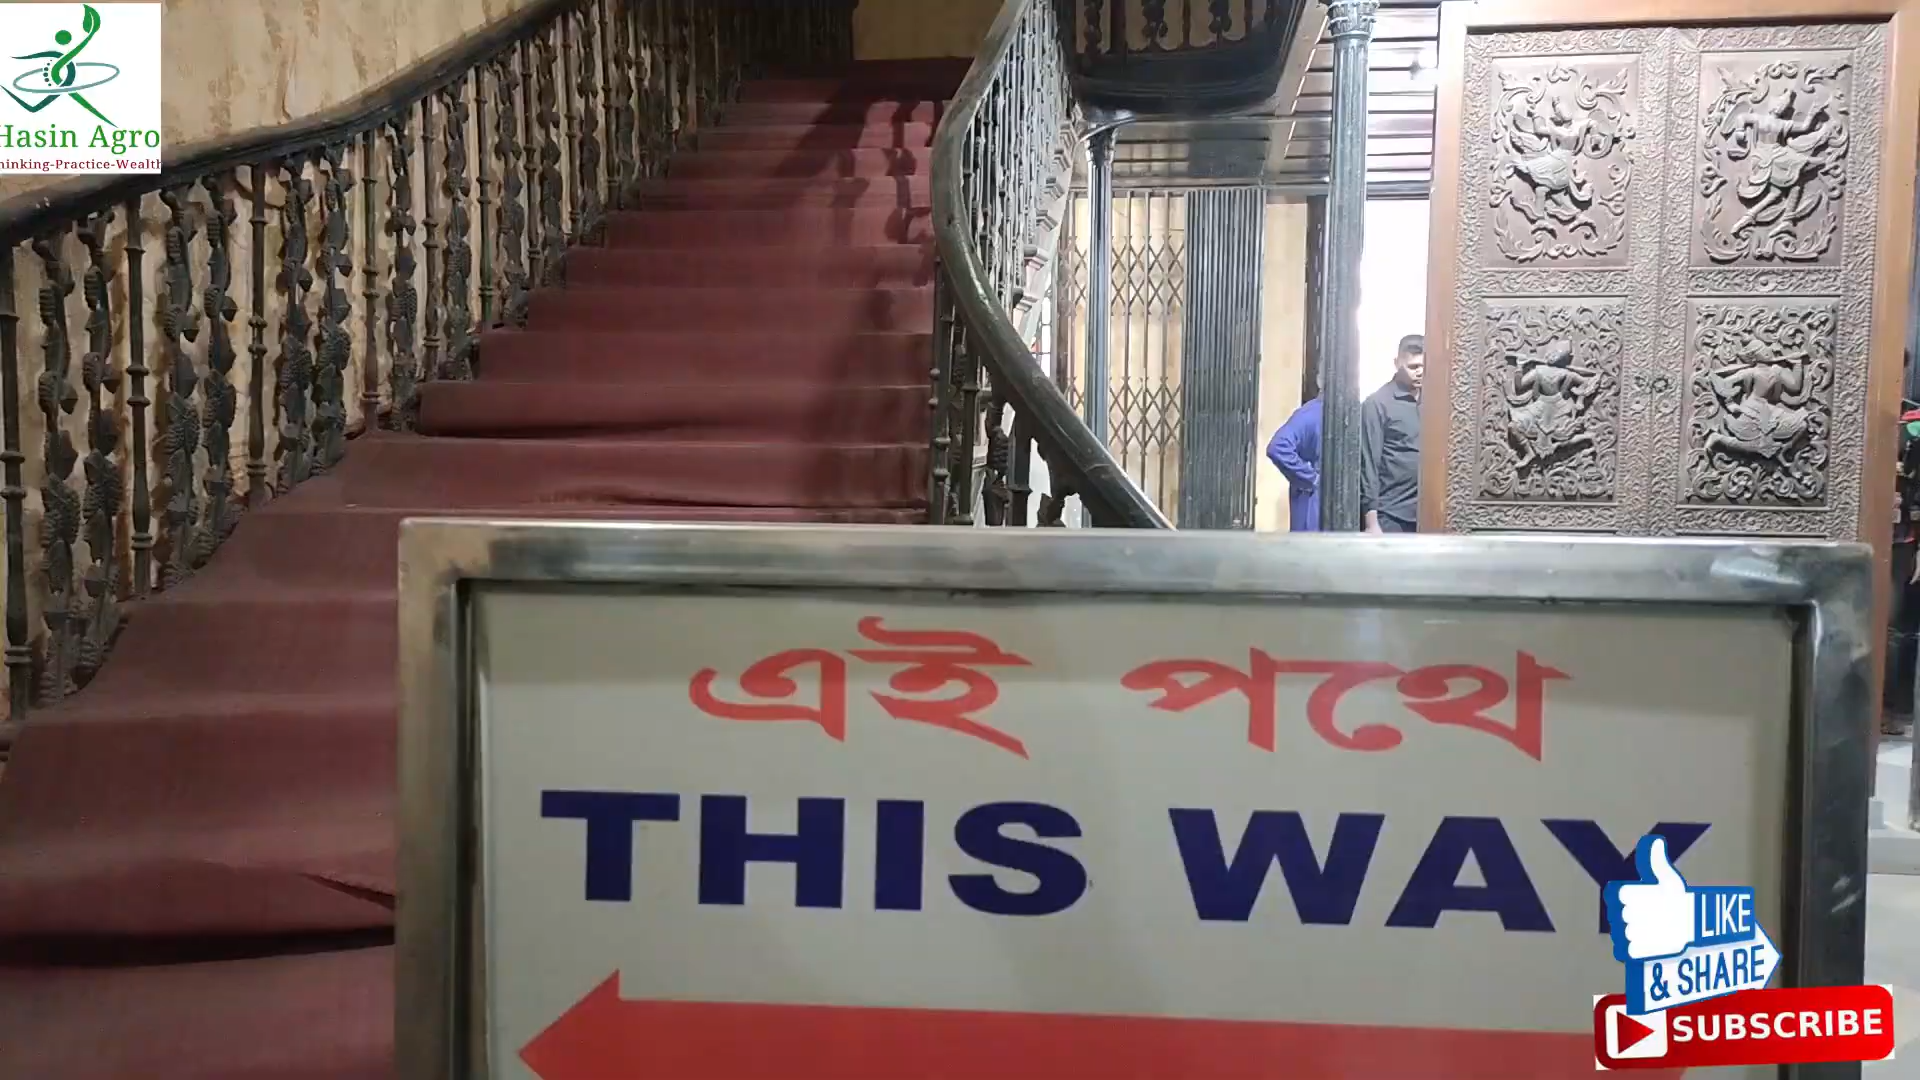 Hasin Agro
hinking-Practice-Wealth
এই পথে
THIS WAY
LIKE
& SHARE
SUBSCRIBE